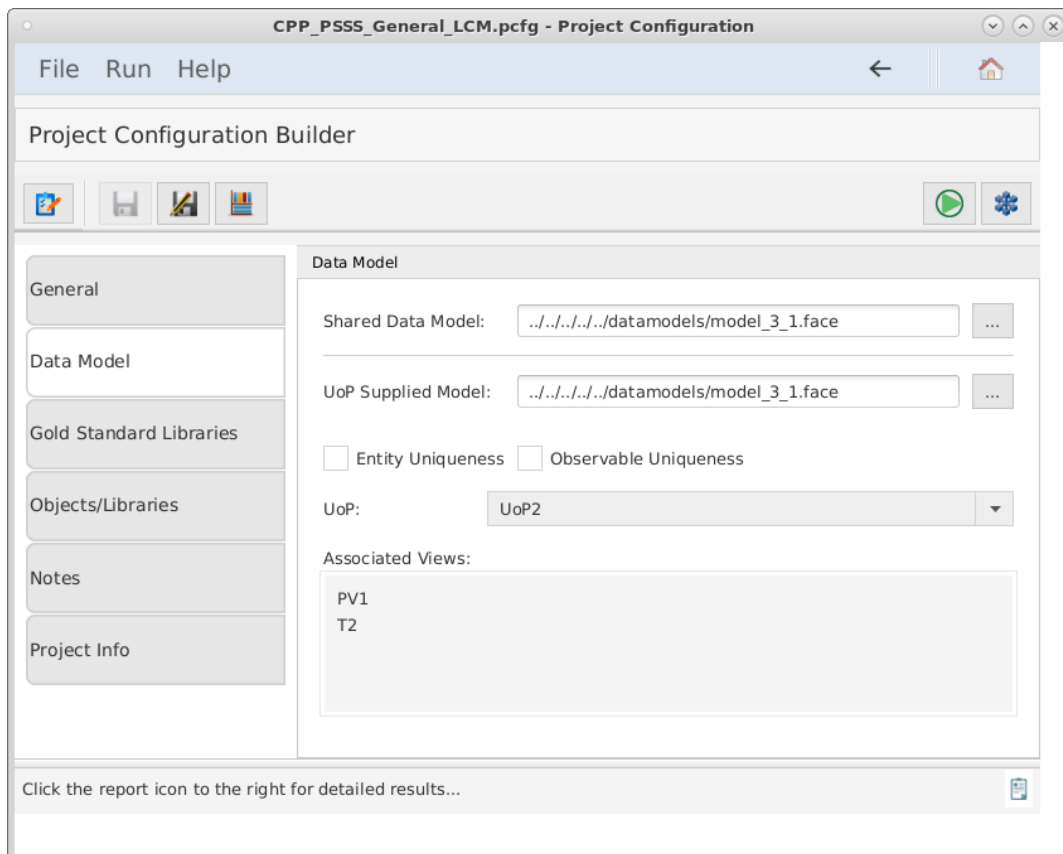 CPP_PSSS_General_LCM.pcfg - Project Configuration
File Run Help
Project Configuration Builder
General
Data Model
Gold Standard Libraries
Objects/Libraries
Notes
Project Info
Data Model
Shared Data Model: ../../../../../datamodels/model_3_1.face ...
UoP Supplied Model: ../../../../../datamodels/model_3_1.face ...
Entity Uniqueness Observable Uniqueness
UoP: UoP2
Associated Views:
PV1
T2
Click the report icon to the right for detailed results...